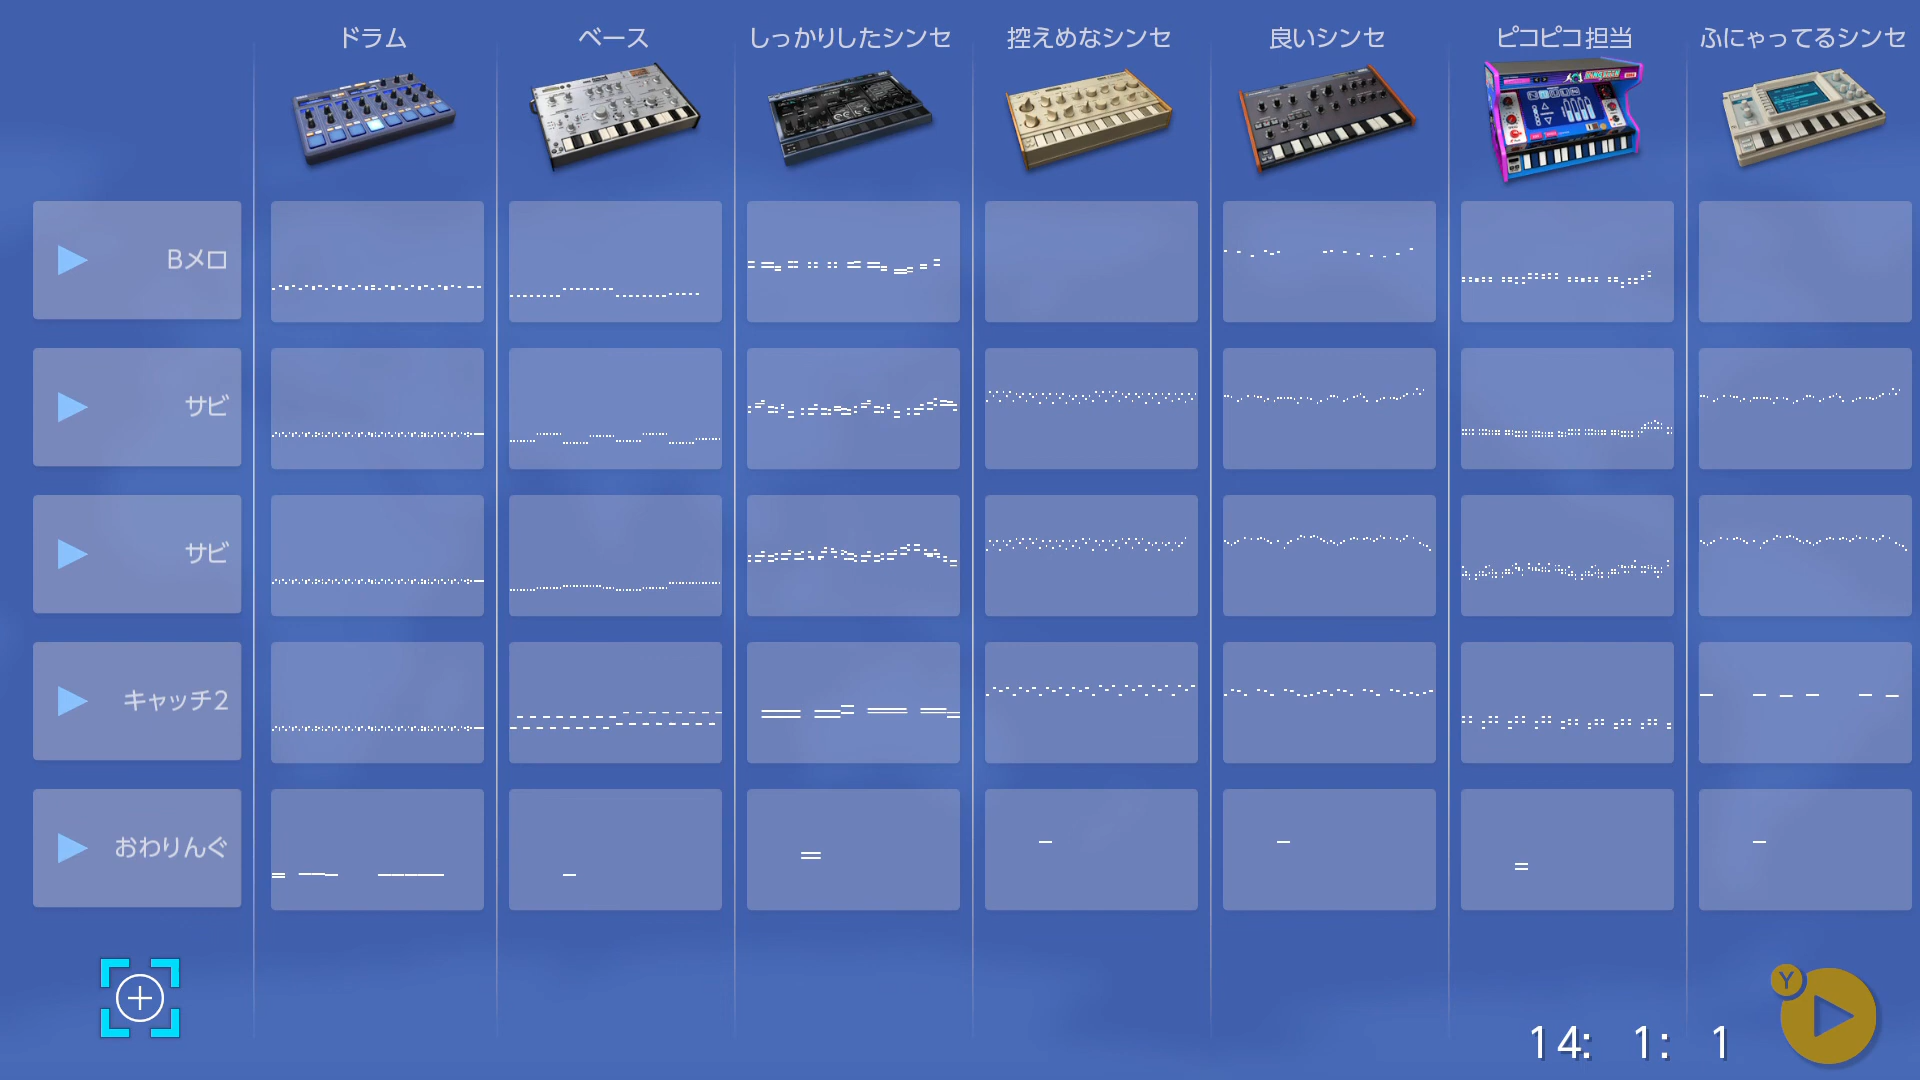 ドラム
ベース
しっかりしたシンセ
控えめなシンセ
良いシンセ
ピコピコ担当
ふにゃってるシンセ
Bメロ
サビ
サビ
キャッチ2
おわりんぐ
Y
14: 1: 1